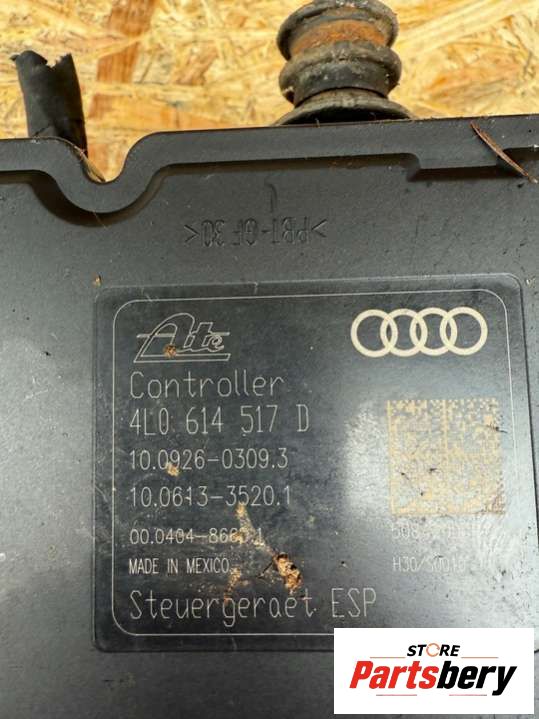 >PBT-GF30<
Ate
Controller
4L0 614 517 D
10.0926-0309.3
10.0613-3520.1
MADE IN MEXICO
Steuergeraet ESP
STORE
Partsbery